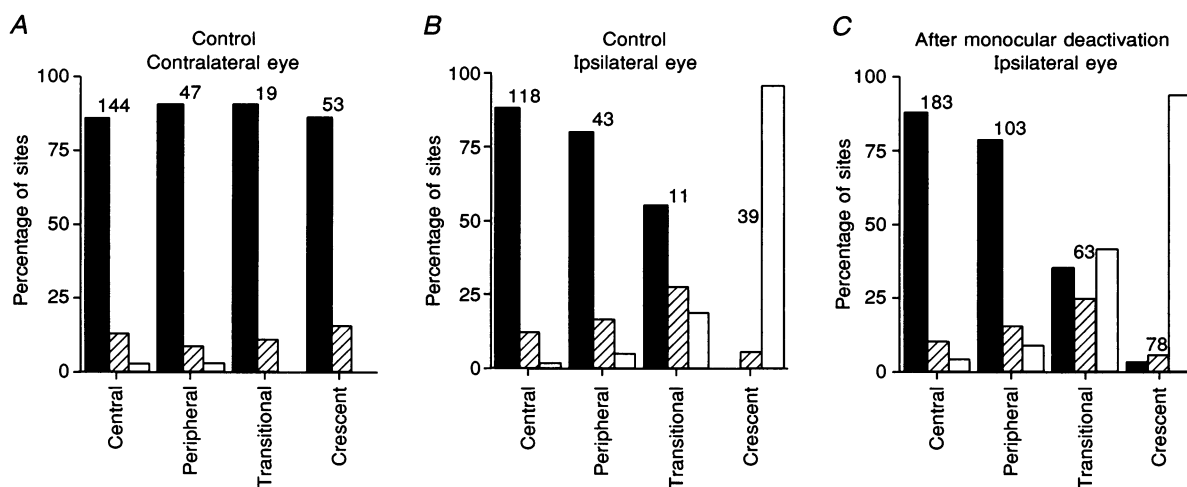 A
Control
Contralateral eye
Percentage of sites
100
75
50
25
0
144
47
19
53
Central
Peripheral
Transitional
Crescent
B
Control
Ipsilateral eye
Percentage of sites
100
75
50
25
0
118
43
11
39
Central
Peripheral
Transitional
Crescent
C
After monocular deactivation
Ipsilateral eye
Percentage of sites
100
75
50
25
0
183
103
63
78
Central
Peripheral
Transitional
Crescent